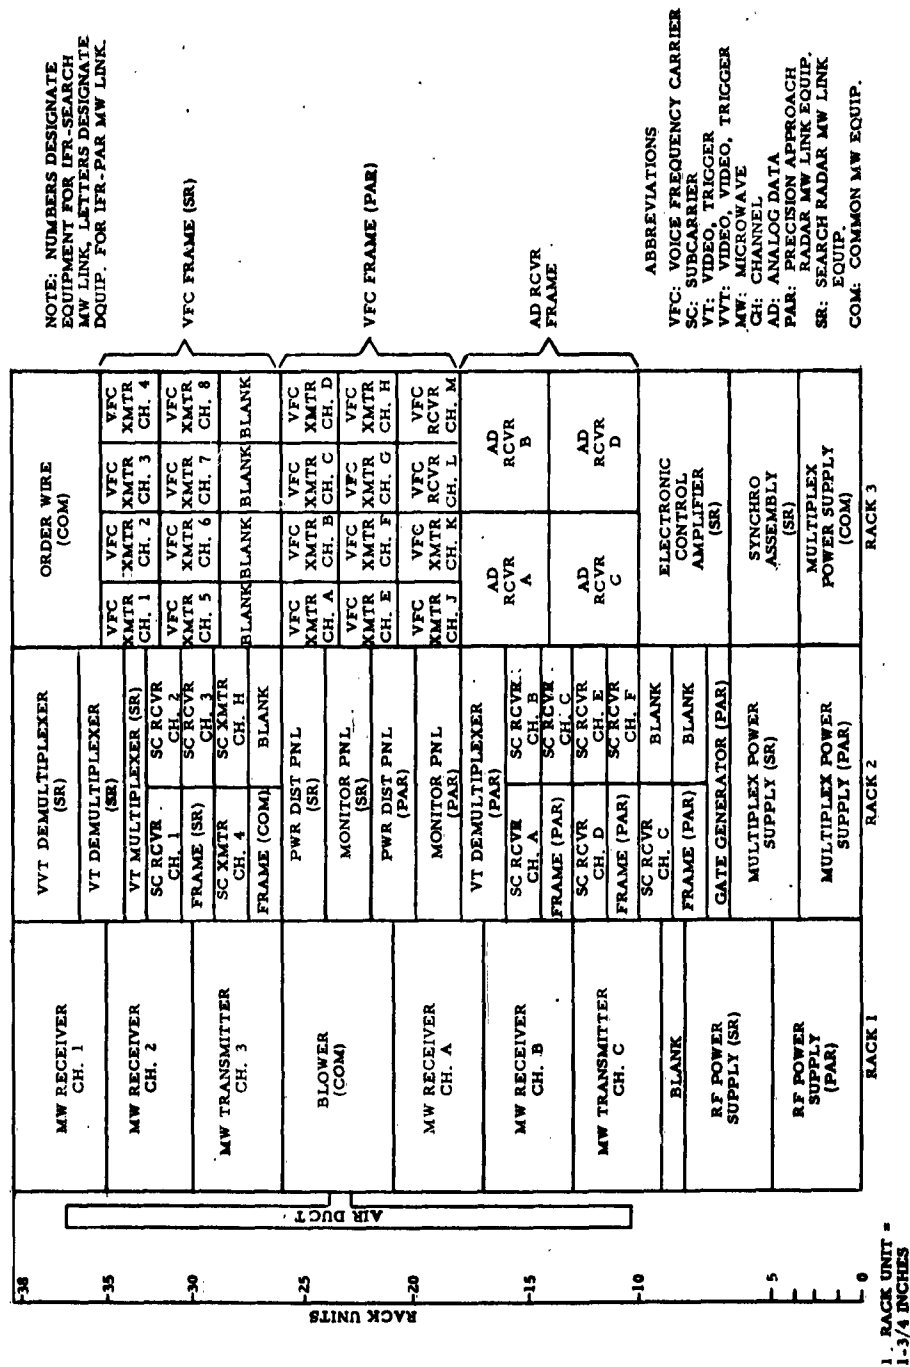 NOTE: NUMBERS DESIGNATE
EQUIPMENT FOR IFR-SEARCH
MW LINK, LETTERS DESIGNATE
DQUIP. FOR IFR-PAR MW LINK.
VFC FRAME (SR)
VFC FRAME (PAR)
AD RCVR
FRAME
ABBREVIATIONS
VFC: VOICE FREQUENCY CARRIER
SC: SUBCARRIER
VT: VIDEO, TRIGGER
VVT: VIDEO, VIDEO, TRIGGER
MW: MICROWAVE
CH: CHANNEL
AD: ANALOG DATA
PAR: PRECISION APPROACH
RADAR MW LINK EQUIP.
SR: SEARCH RADAR MW LINK
EQUIP.
COM: COMMON MW EQUIP.
ORDER WIRE
(COM)
VFC
XMTR
CH. 1
VFC
XMTR
CH. 2
VFC
XMTR
CH. 3
VFC
XMTR
CH. 4
VFC
XMTR
CH. 5
VFC
XMTR
CH. 6
VFC
XMTR
CH. 7
VFC
XMTR
CH. 8
BLANK
BLANK
BLANK
BLANK
VFC
XMTR
CH. A
VFC
XMTR
CH. B
VFC
XMTR
CH. C
VFC
XMTR
CH. D
VFC
XMTR
CH. E
VFC
XMTR
CH. F
VFC
XMTR
CH. G
VFC
XMTR
CH. H
VFC
XMTR
CH. J
VFC
XMTR
CH. K
VFC
RCVR
CH. L
VFC
RCVR
CH. M
AD
RCVR
A
AD
RCVR
B
AD
RCVR
C
AD
RCVR
D
ELECTRONIC
CONTROL
AMPLIFIER
(SR)
SYNCHRO
ASSEMBLY
(SR)
MULTIPLEX
POWER SUPPLY
(COM)
RACK 3
VVT DEMULTIPLEXER
(SR)
VT DEMULTIPLEXER
(SR)
VT MULTIPLEXER (SR)
SC RCVR
CH. 1
SC RCVR
CH. 2
FRAME (SR)
SC RCVR
CH. 3
SC XMTR
CH. 4
SC XMTR
CH. H
FRAME (COM)
BLANK
PWR DIST PNL
(SR)
MONITOR PNL
(SR)
PWR DIST PNL
(PAR)
MONITOR PNL
(PAR)
VT DEMULTIPLEXER
(PAR)
SC RCVR
CH. A
SC RCVR
CH. B
FRAME (PAR)
SC RCVR
CH. C
SC RCVR
CH. D
SC RCVR
CH. E
FRAME (PAR)
SC RCVR
CH. F
SC RCVR
CH. C
BLANK
FRAME (PAR)
BLANK
GATE GENERATOR (PAR)
MULTIPLEX POWER
SUPPLY (SR)
MULTIPLEX POWER
SUPPLY (PAR)
RACK 2
MW RECEIVER
CH. 1
MW RECEIVER
CH. 2
MW TRANSMITTER
CH. 3
BLOWER
(COM)
MW RECEIVER
CH. A
MW RECEIVER
CH. B
MW TRANSMITTER
CH. C
BLANK
RF POWER
SUPPLY (SR)
RF POWER
SUPPLY
(PAR)
RACK 1
AIR DUCT
38
35
30
25
20
15
10
5
0
RACK UNITS
1 RACK UNIT =
1-3/4 INCHES